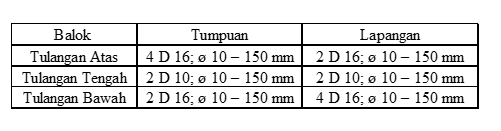 Balok Tumpuan Lapangan
Tulangan Atas 4 D 16; ø 10 – 150 mm 2 D 16; ø 10 – 150 mm
Tulangan Tengah 2 D 10; ø 10 – 150 mm 2 D 10; ø 10 – 150 mm
Tulangan Bawah 2 D 16; ø 10 – 150 mm 4 D 16; ø 10 – 150 mm